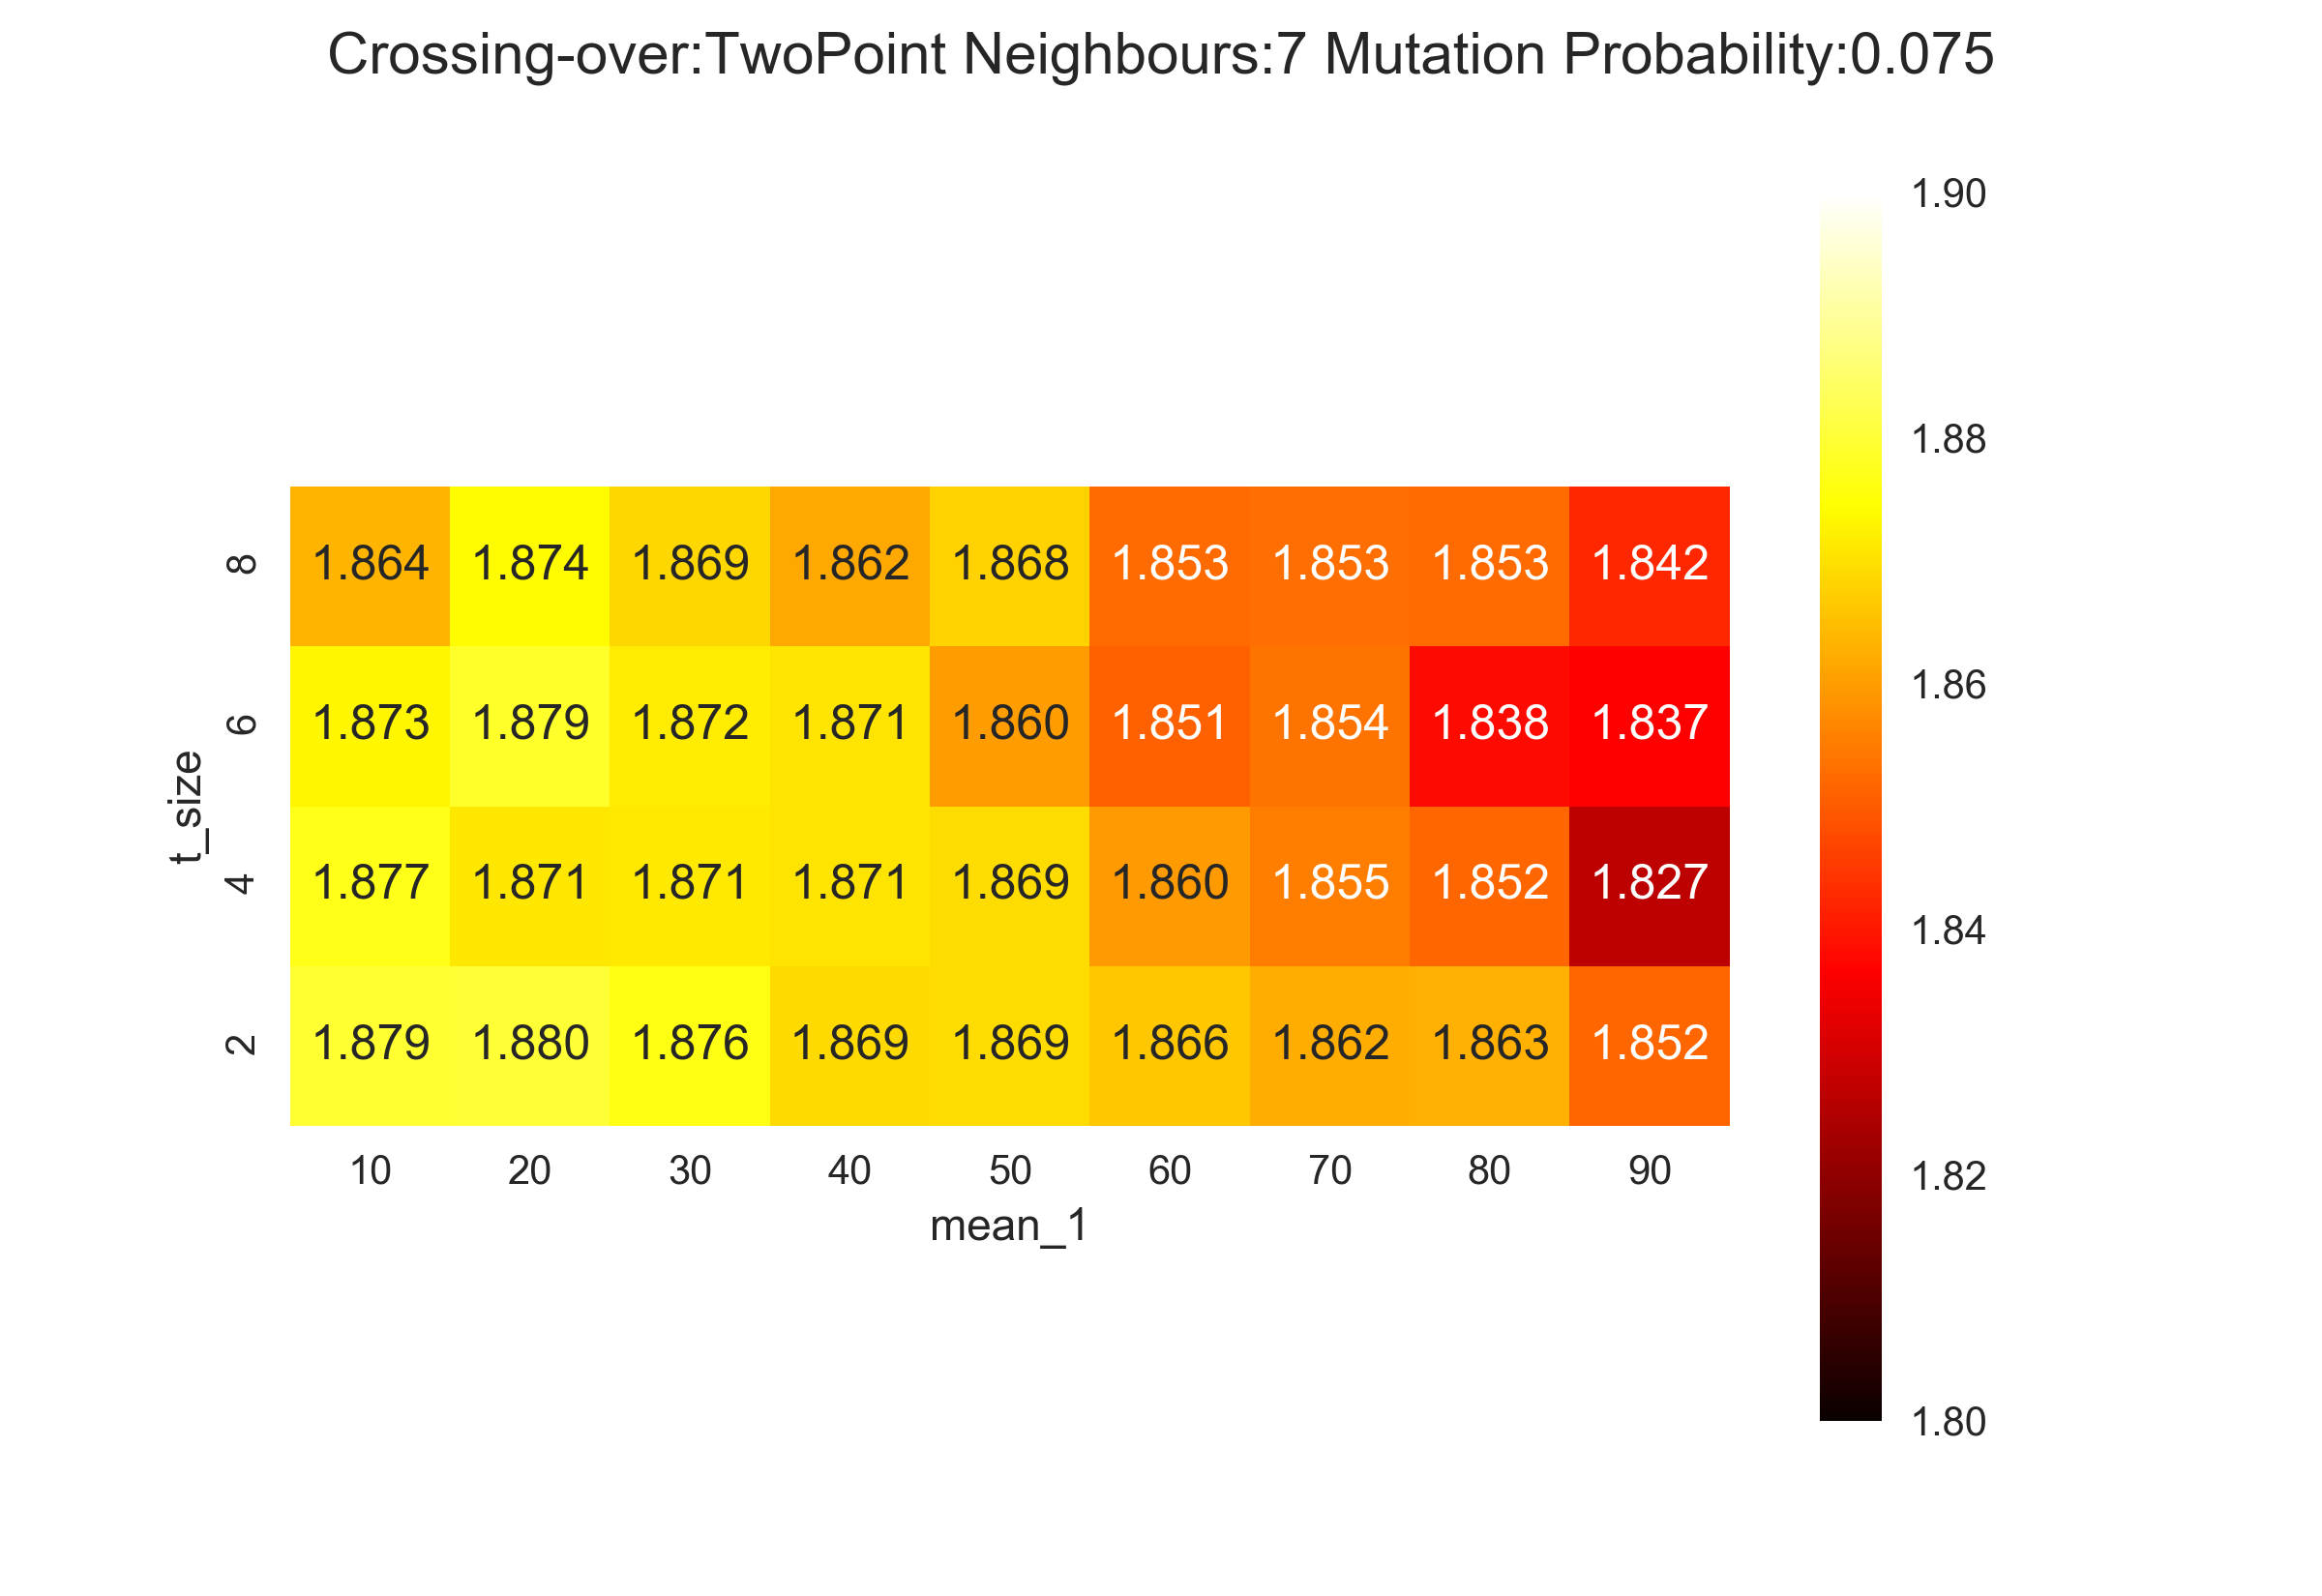 Crossing-over:TwoPoint Neighbours:7 Mutation Probability:0.075
1.90
1.88
1.86
1.84
1.82
1.80
t_size
8 1.864 1.874 1.869 1.862 1.868 1.853 1.853 1.853 1.842
6 1.873 1.879 1.872 1.871 1.860 1.851 1.854 1.838 1.837
4 1.877 1.871 1.871 1.871 1.869 1.860 1.855 1.852 1.827
2 1.879 1.880 1.876 1.869 1.869 1.866 1.862 1.863 1.852
10 20 30 40 50 60 70 80 90
mean_1